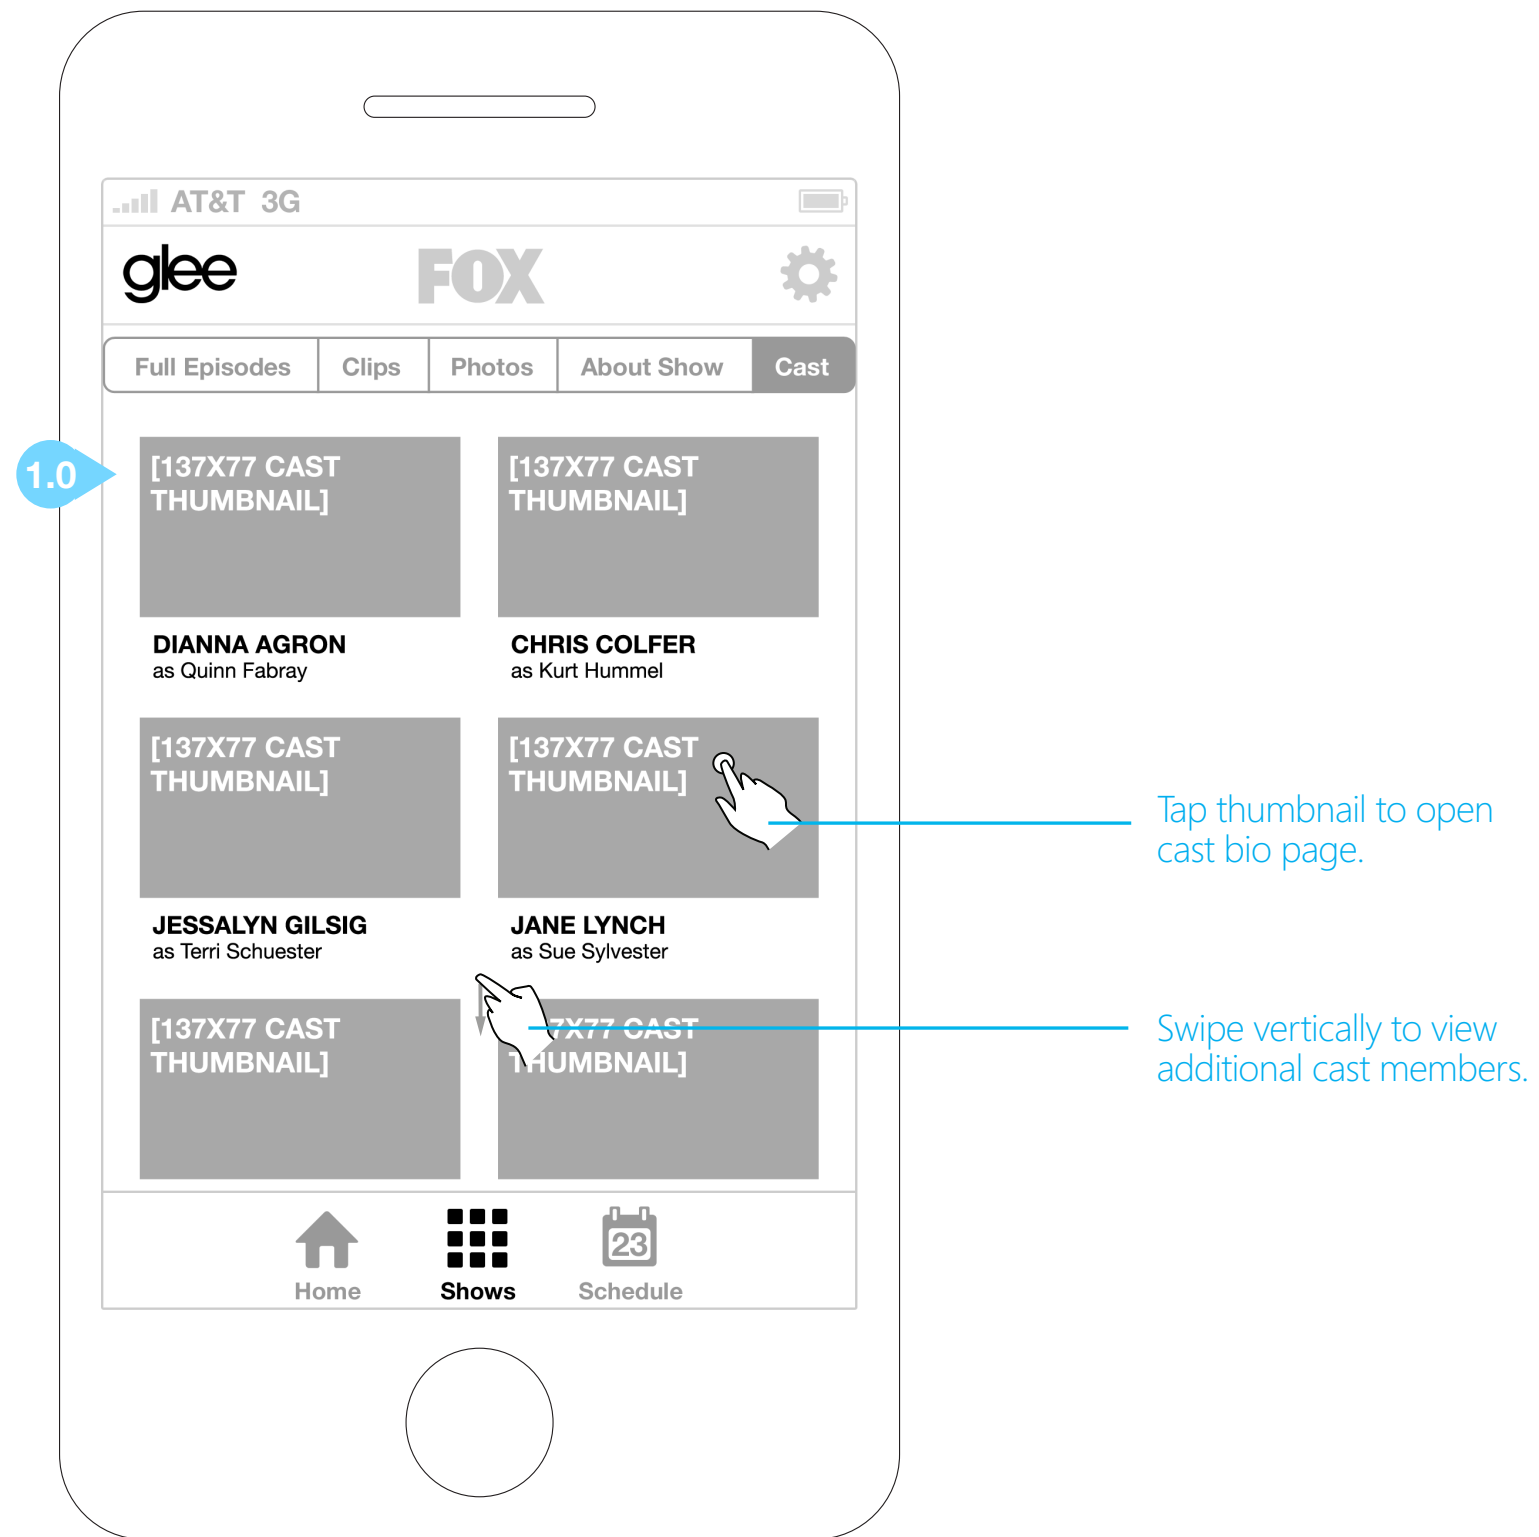 AT&T 3G
glee FOX
Full Episodes Clips Photos About Show Cast
1.0
[137X77 CAST
THUMBNAIL]
[137X77 CAST
THUMBNAIL]
DIANNA AGRON
as Quinn Fabray
CHRIS COLFER
as Kurt Hummel
[137X77 CAST
THUMBNAIL]
[137X77 CAST
THUMBNAIL]
Tap thumbnail to open
cast bio page.
JESSALYN GILSIG
as Terri Schuester
JANE LYNCH
as Sue Sylvester
[137X77 CAST
THUMBNAIL]
7X77 CAST
THUMBNAIL]
Swipe vertically to view
additional cast members.
23
Home Shows Schedule